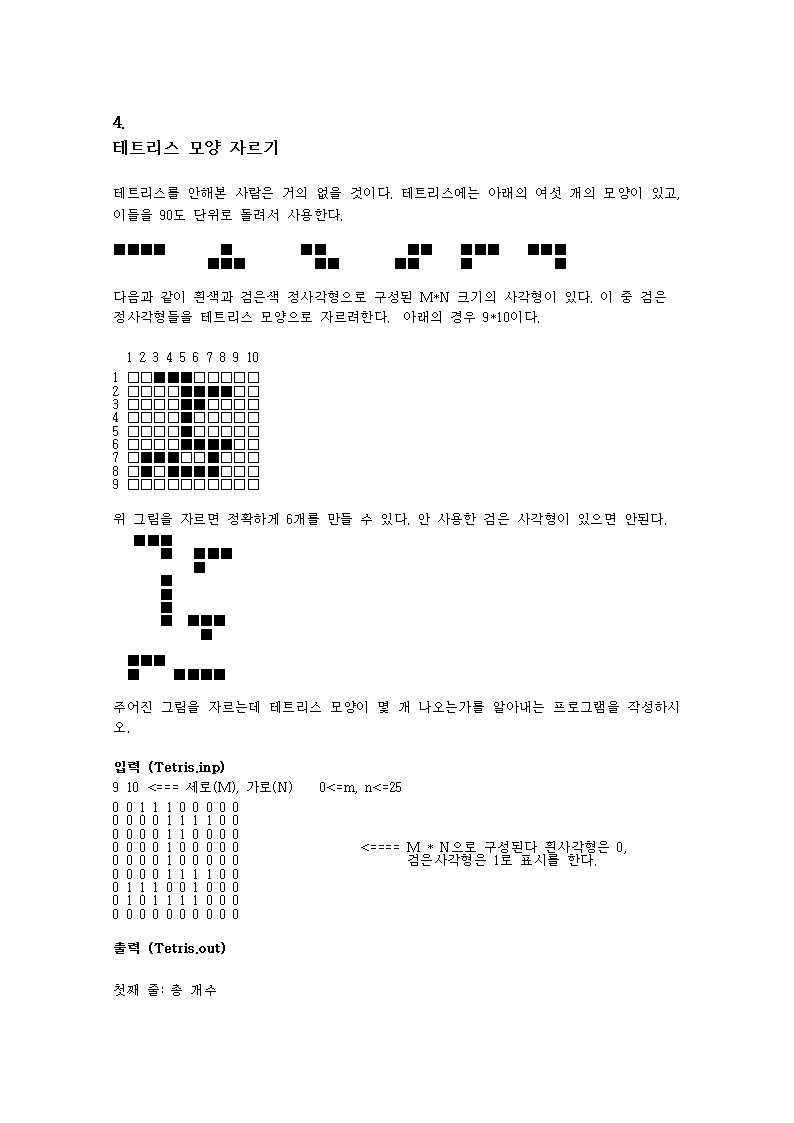 4.
테트리스 모양 자르기
테트리스를 안해본 사람은 거의 없을 것이다. 테트리스에는 아래의 여섯 개의 모양이 있고,
이들을 90도 단위로 돌려서 사용한다.
다음과 같이 흰색과 검은색 정사각형으로 구성된 M*N 크기의 사각형이 있다. 이 중 검은
정사각형들을 테트리스 모양으로 자르려한다. 아래의 경우 9*10이다.
1 2 3 4 5 6 7 8 9 10
1 □□■■■□□□□□
2 □□□□■■■■□□
3 □□□□■■□□□□
4 □□□□■□□□□□
5 □□□□■□□□□□
6 □□□□■■■■□□
7 □■■■□□■□□□
8 □■□■■■■□□□
9 □□□□□□□□□□
위 그림을 자르면 정확하게 6개를 만들 수 있다. 안 사용한 검은 사각형이 있으면 안된다.
주어진 그림을 자르는데 테트리스 모양이 몇 개 나오는가를 알아내는 프로그램을 작성하시
오.
입력 (Tetris.inp)
9 10 <=== 세로(M), 가로(N) 0<=m, n<=25
0 0 1 1 1 0 0 0 0 0
0 0 0 0 1 1 1 1 0 0
0 0 0 0 1 1 0 0 0 0
0 0 0 0 1 0 0 0 0 0 <==== M * N으로 구성된다 흰사각형은 0,
0 0 0 0 1 0 0 0 0 0 검은사각형은 1로 표시를 한다.
0 0 0 0 1 1 1 1 0 0
0 1 1 1 0 0 1 0 0 0
0 1 0 1 1 1 1 0 0 0
0 0 0 0 0 0 0 0 0 0
출력 (Tetris.out)
첫째 줄: 총 개수